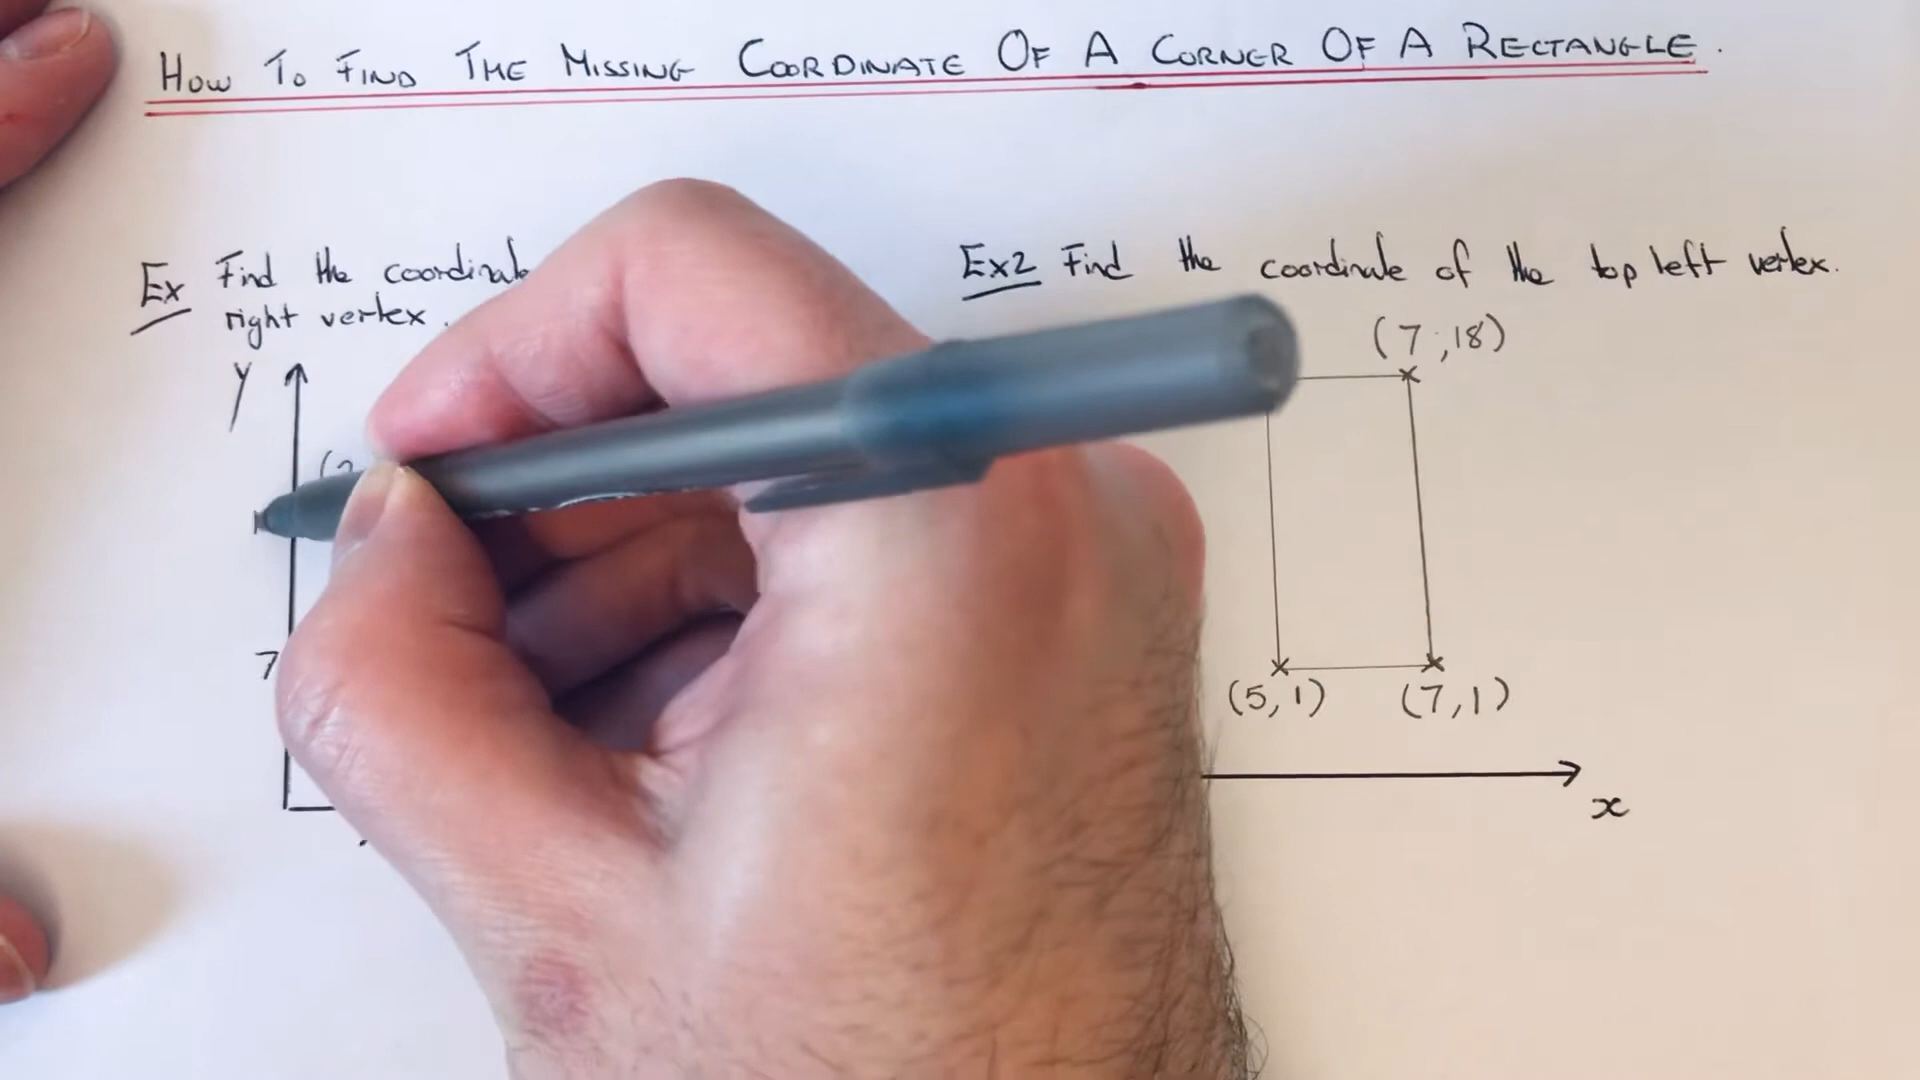 How To Find The Missing Coordinate Of A Corner Of A Rectangle.
Ex Find the coordinate
right vertex.
y
7
Ex2 Find the coordinate of the top left vertex.
(7,18)
(5,1) (7,1)
x